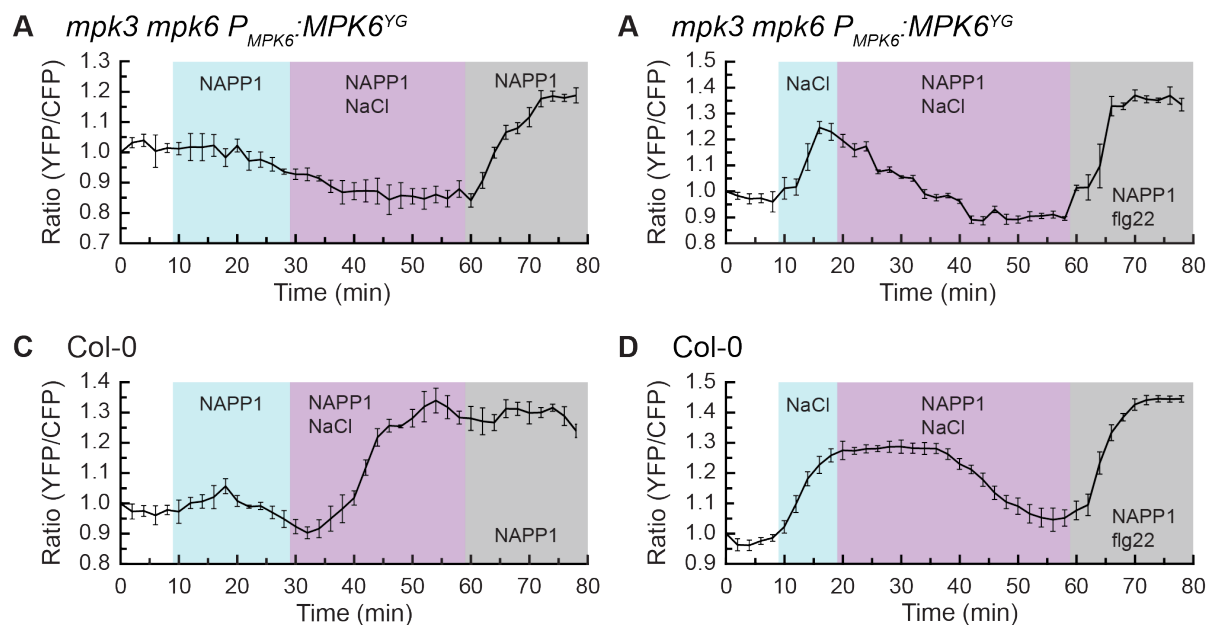 A mpk3 mpk6 P_MPK6:MPK6^YG
Ratio (YFP/CFP)
1.3
1.2
1.1
1.0
0.9
0.8
0.7
NAPP1
NAPP1
NaCl
NAPP1
0 10 20 30 40 50 60 70 80
Time (min)
A mpk3 mpk6 P_MPK6:MPK6^YG
Ratio (YFP/CFP)
1.5
1.4
1.3
1.2
1.1
1.0
0.9
0.8
NaCl
NAPP1
NaCl
NAPP1
flg22
0 10 20 30 40 50 60 70 80
Time (min)
C Col-0
Ratio (YFP/CFP)
1.4
1.3
1.2
1.1
1.0
0.9
0.8
NAPP1
NAPP1
NaCl
NAPP1
0 10 20 30 40 50 60 70 80
Time (min)
D Col-0
Ratio (YFP/CFP)
1.5
1.4
1.3
1.2
1.1
1.0
0.9
NaCl
NAPP1
NaCl
NAPP1
flg22
0 10 20 30 40 50 60 70 80
Time (min)